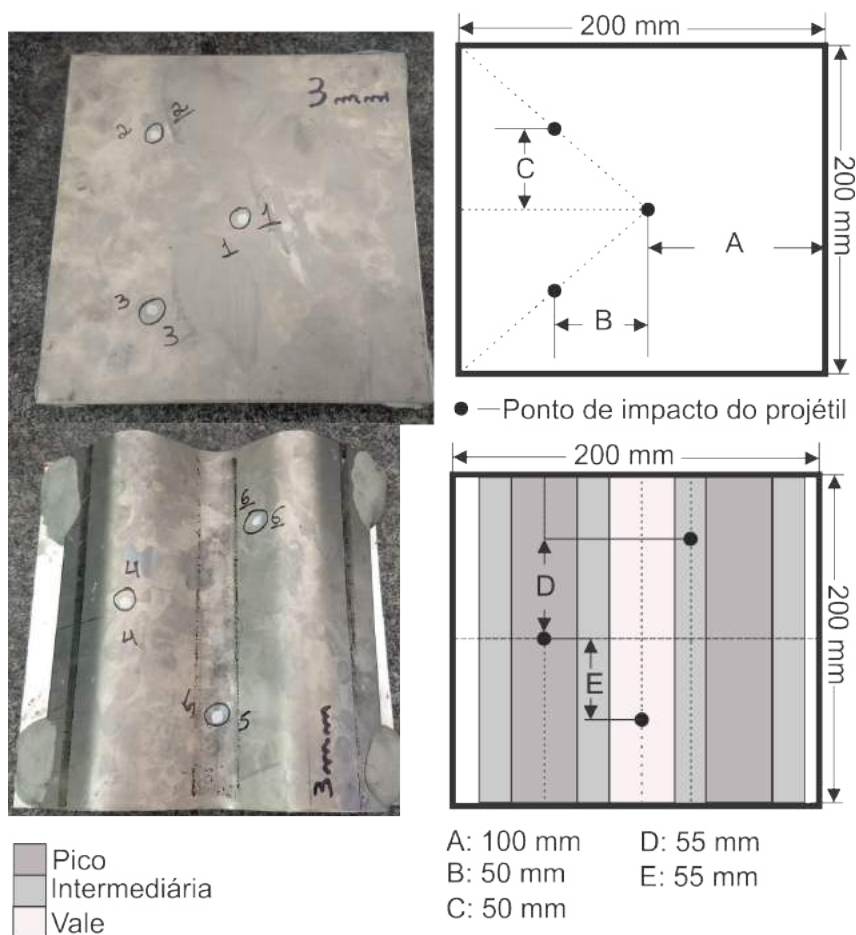 200 mm
3mm
2
2
C
200 mm
1
1
A
3
3
B
Ponto de impacto do projétil
200 mm
6
6
4
4
D
200 mm
E
5
5
3mm
A: 100 mm
D: 55 mm
B: 50 mm
E: 55 mm
C: 50 mm
Pico
Intermediária
Vale